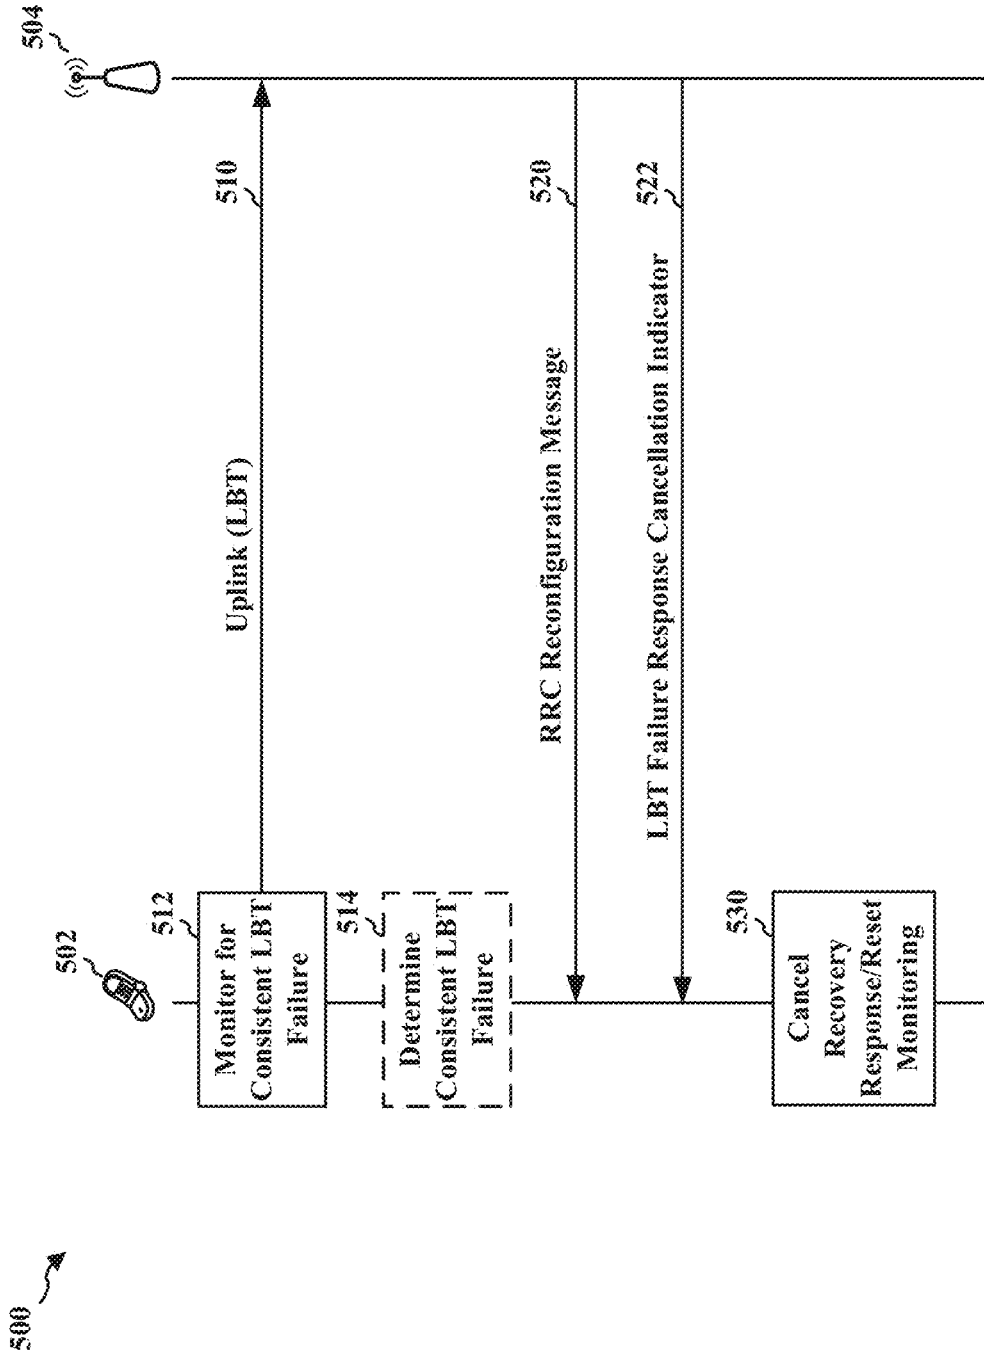 500
502
504
Monitor for
Consistent LBT
Failure
512
Uplink (LBT)
510
Determine
Consistent LBT
Failure
514
RRC Reconfiguration Message
520
LBT Failure Response Cancellation Indicator
522
Cancel
Recovery
Response/Reset
Monitoring
530